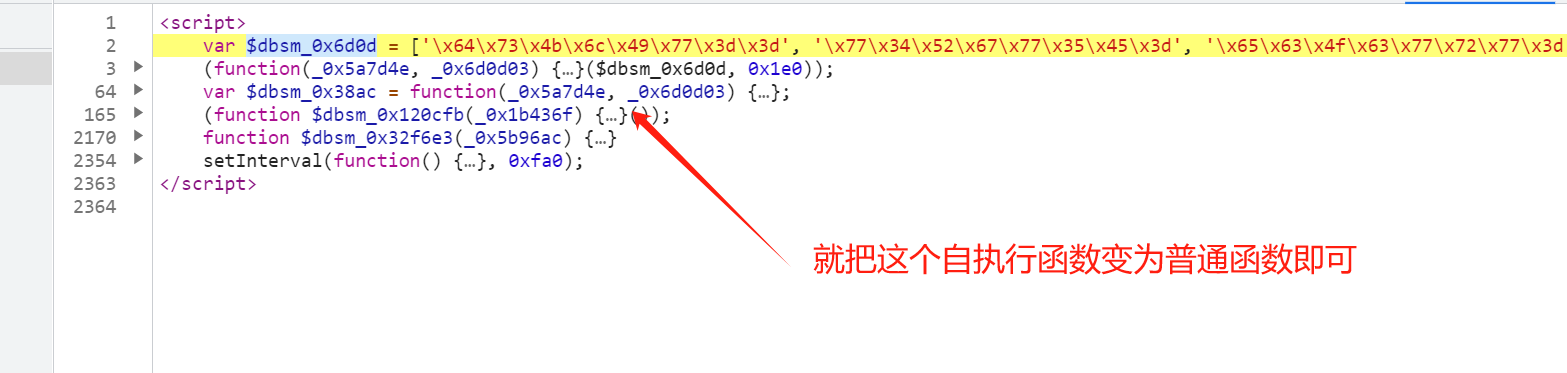 1 <script>
2 var $dbsm_0x6d0d = ['\x64\x73\x4b\x6c\x49\x77\x3d\x3d', '\x77\x34\x52\x67\x77\x35\x45\x3d', '\x65\x63\x4f\x63\x77\x72\x77\x3d
3 (function(_0x5a7d4e, _0x6d0d03) {…}($dbsm_0x6d0d, 0x1e0));
64 var $dbsm_0x38ac = function(_0x5a7d4e, _0x6d0d03) {…};
165 (function $dbsm_0x120cfb(_0x1b436f) {…}());
2170 function $dbsm_0x32f6e3(_0x5b96ac) {…}
2354 setInterval(function() {…}, 0xfa0);
2363 </script>
2364
就把这个自执行函数变为普通函数即可